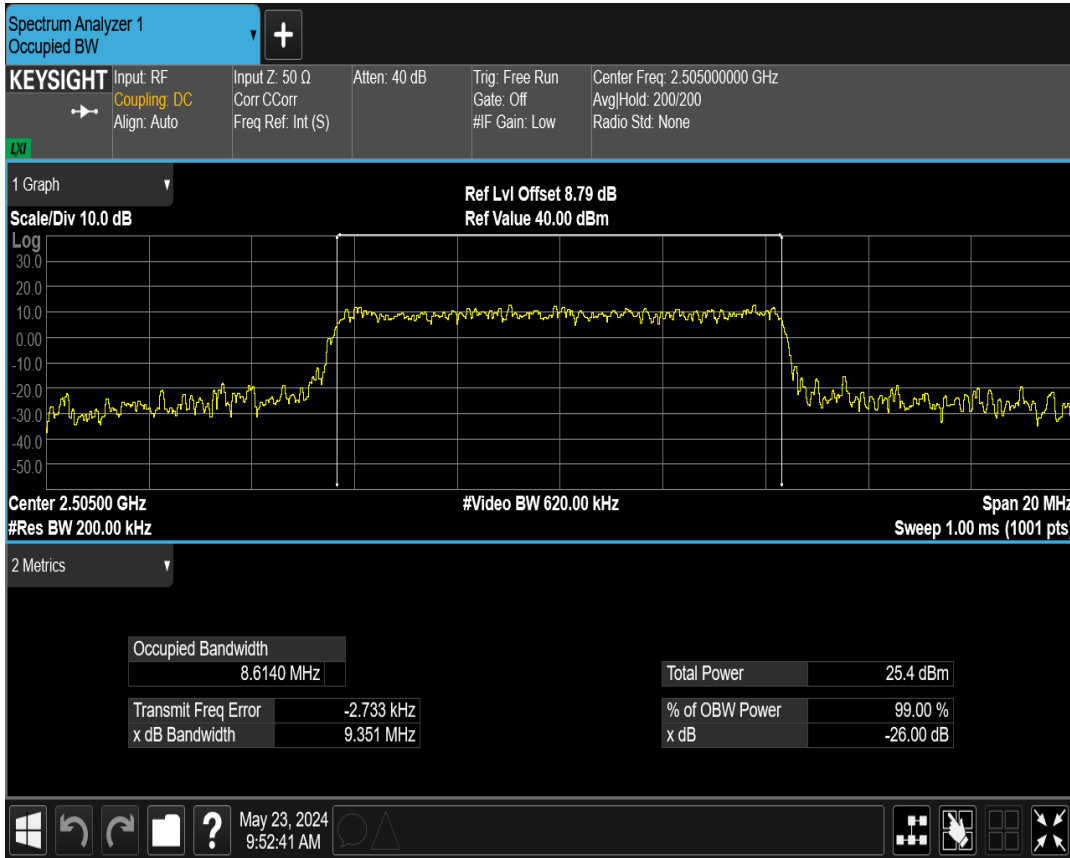 Spectrum Analyzer 1
Occupied BW
+
KEYSIGHT
LXI
Input: RF
Coupling: DC
Align: Auto
Input Z: 50 Ω
Corr CCorr
Freq Ref: Int (S)
Atten: 40 dB
Trig: Free Run
Gate: Off
#IF Gain: Low
Center Freq: 2.505000000 GHz
Avg|Hold: 200/200
Radio Std: None
1 Graph
Scale/Div 10.0 dB
Ref Lvl Offset 8.79 dB
Ref Value 40.00 dBm
Log
30.0
20.0
10.0
0.00
-10.0
-20.0
-30.0
-40.0
-50.0
Center 2.50500 GHz
#Video BW 620.00 kHz
Span 20 MHz
#Res BW 200.00 kHz
Sweep 1.00 ms (1001 pts)
2 Metrics
Occupied Bandwidth
8.6140 MHz
Transmit Freq Error -2.733 kHz
x dB Bandwidth 9.351 MHz
Total Power 25.4 dBm
% of OBW Power 99.00 %
x dB -26.00 dB
?
May 23, 2024
9:52:41 AM